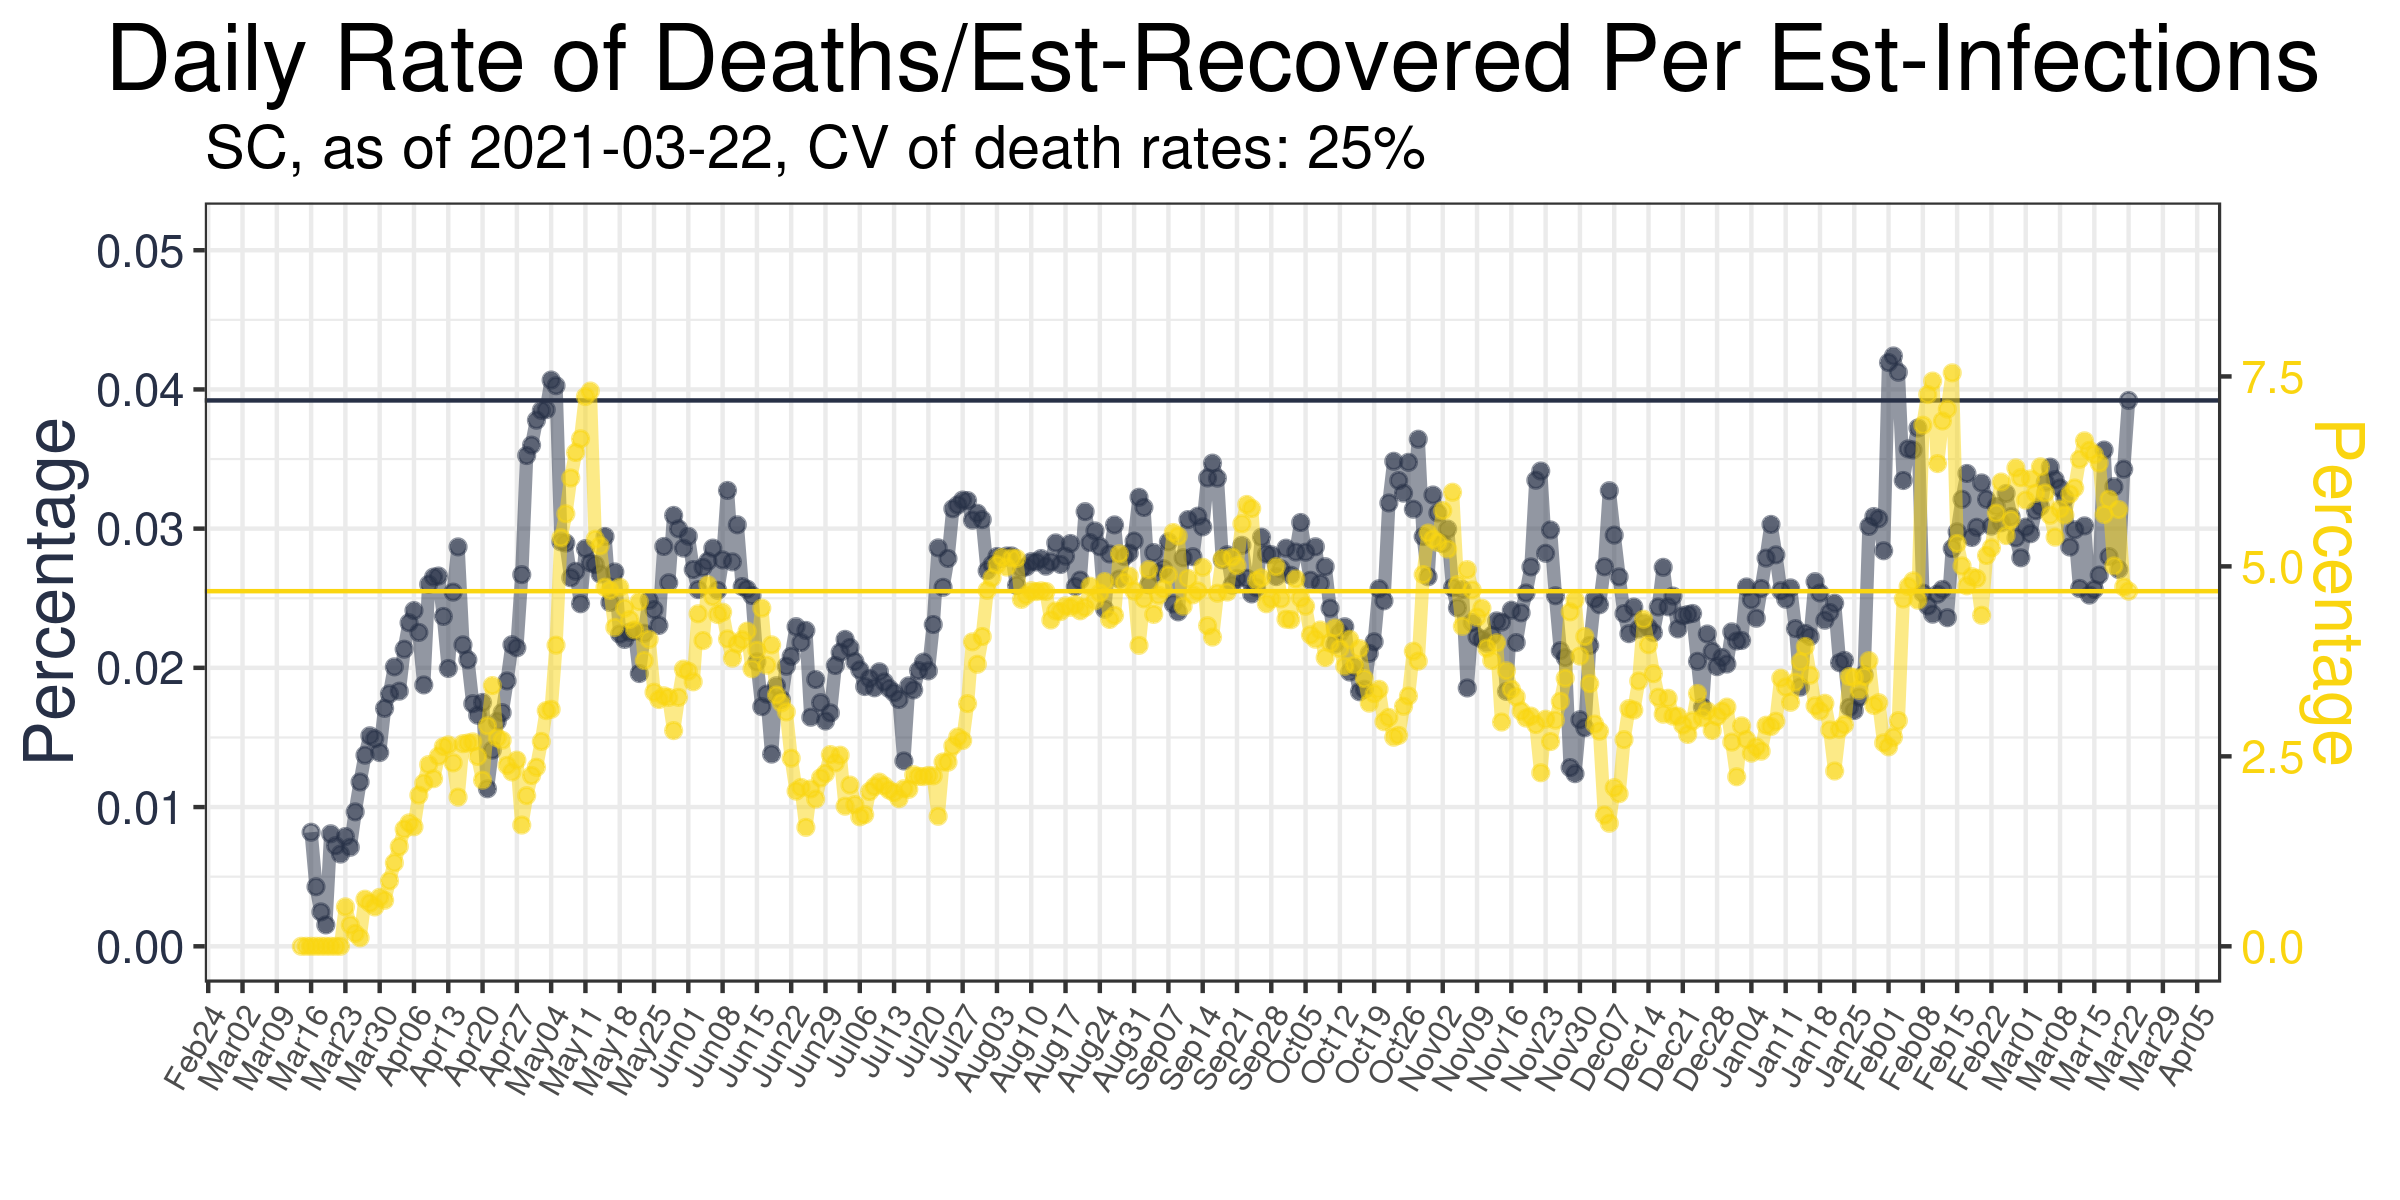 Daily Rate of Deaths/Est-Recovered Per Est-Infections
SC, as of 2021-03-22, CV of death rates: 25%
Percentage
0.05
0.04
0.03
0.02
0.01
0.00
7.5
5.0
2.5
0.0
Percentage
Feb24 Mar02 Mar09 Mar16 Mar23 Mar30 Apr06 Apr13 Apr20 Apr27 May04 May11 May18 May25 Jun01 Jun08 Jun15 Jun22 Jun29 Jul06 Jul13 Jul20 Jul27 Aug03 Aug10 Aug17 Aug24 Aug31 Sep07 Sep14 Sep21 Sep28 Oct05 Oct12 Oct19 Oct26 Nov02 Nov09 Nov16 Nov23 Nov30 Dec07 Dec14 Dec21 Dec28 Jan04 Jan11 Jan18 Jan25 Feb01 Feb08 Feb15 Feb22 Mar01 Mar08 Mar15 Mar22 Mar29 Apr05